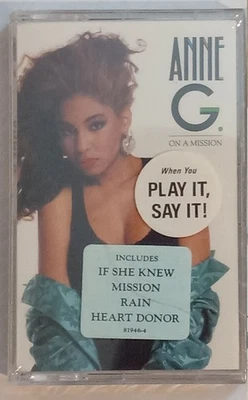 ANNE
G.
ON A MISSION
When You
PLAY IT,
SAY IT!
INCLUDES
IF SHE KNEW
MISSION
RAIN
HEART DONOR
81946-4